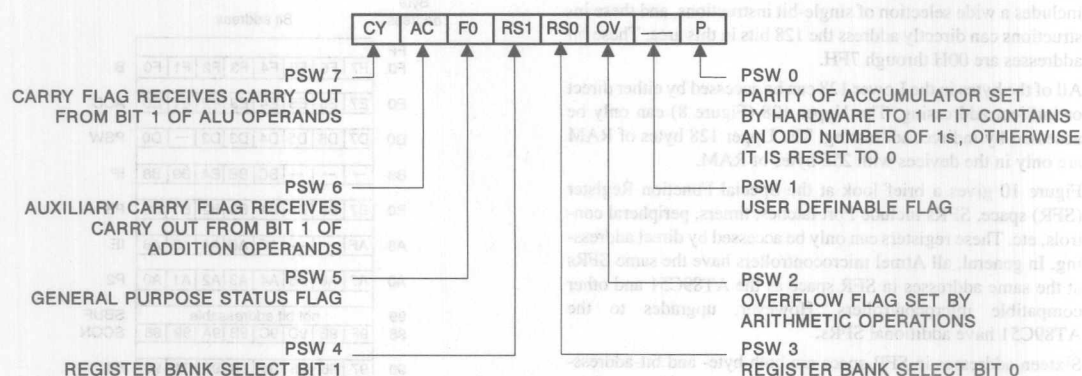 CY AC F0 RS1 RS0 OV P
PSW 7
CARRY FLAG RECEIVES CARRY OUT
FROM BIT 1 OF ALU OPERANDS
PSW 6
AUXILIARY CARRY FLAG RECEIVES
CARRY OUT FROM BIT 1 OF
ADDITION OPERANDS
PSW 5
GENERAL PURPOSE STATUS FLAG
PSW 4
REGISTER BANK SELECT BIT 1
PSW 0
PARITY OF ACCUMULATOR SET
BY HARDWARE TO 1 IF IT CONTAINS
AN ODD NUMBER OF 1s, OTHERWISE
IT IS RESET TO 0
PSW 1
USER DEFINABLE FLAG
PSW 2
OVERFLOW FLAG SET BY
ARITHMETIC OPERATIONS
PSW 3
REGISTER BANK SELECT BIT 0